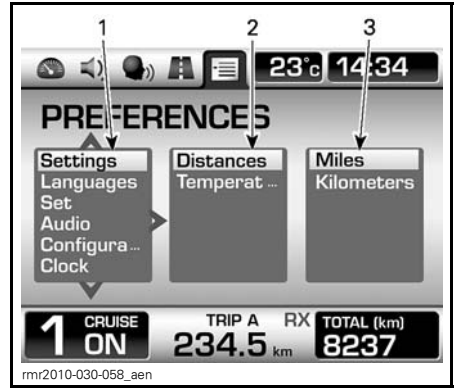 1 2 3
23°c 14:34
PREFERENCES
Settings
Languages
Set
Audio
Configura...
Clock
Distances
Temperat ...
Miles
Kilometers
1 CRUISE ON
TRIP A RX
234.5 km
TOTAL (km)
8237
rmr2010-030-058_aen